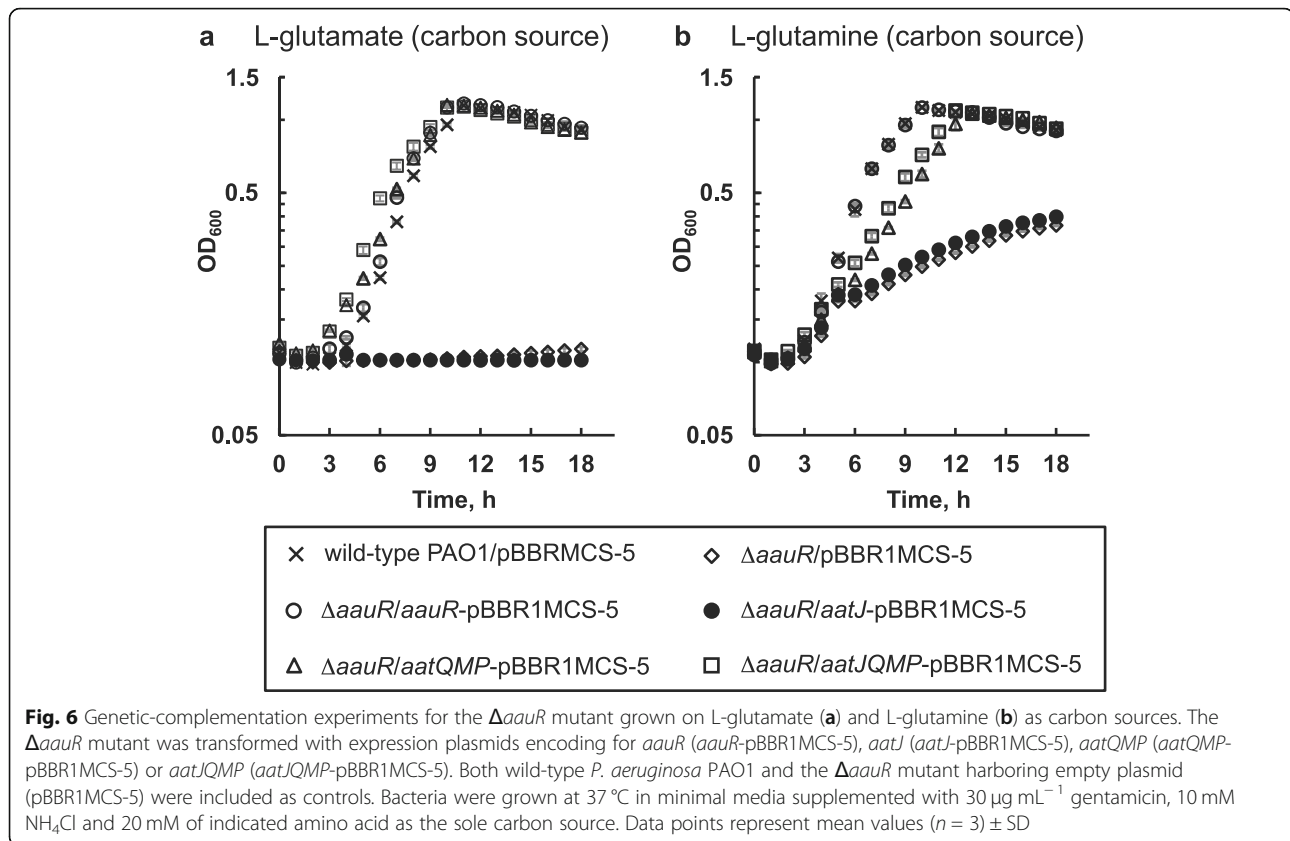 a L-glutamate (carbon source)
b L-glutamine (carbon source)
1.5
0.5
0.05
OD600
0 3 6 9 12 15 18
Time, h
1.5
0.5
0.05
OD600
0 3 6 9 12 15 18
Time, h
wild-type PAO1/pBBRMCS-5
ΔaauR/pBBR1MCS-5
ΔaauR/aauR-pBBR1MCS-5
ΔaauR/aatJ-pBBR1MCS-5
ΔaauR/aatQMP-pBBR1MCS-5
ΔaauR/aatJQMP-pBBR1MCS-5
Fig. 6 Genetic-complementation experiments for the ΔaauR mutant grown on L-glutamate (a) and L-glutamine (b) as carbon sources. The
ΔaauR mutant was transformed with expression plasmids encoding for aauR (aauR-pBBR1MCS-5), aatJ (aatJ-pBBR1MCS-5), aatQMP (aatQMP-
pBBR1MCS-5) or aatJQMP (aatJQMP-pBBR1MCS-5). Both wild-type P. aeruginosa PAO1 and the ΔaauR mutant harboring empty plasmid
(pBBR1MCS-5) were included as controls. Bacteria were grown at 37 °C in minimal media supplemented with 30 μg mL⁻¹ gentamicin, 10 mM
NH₄Cl and 20 mM of indicated amino acid as the sole carbon source. Data points represent mean values (n = 3) ± SD